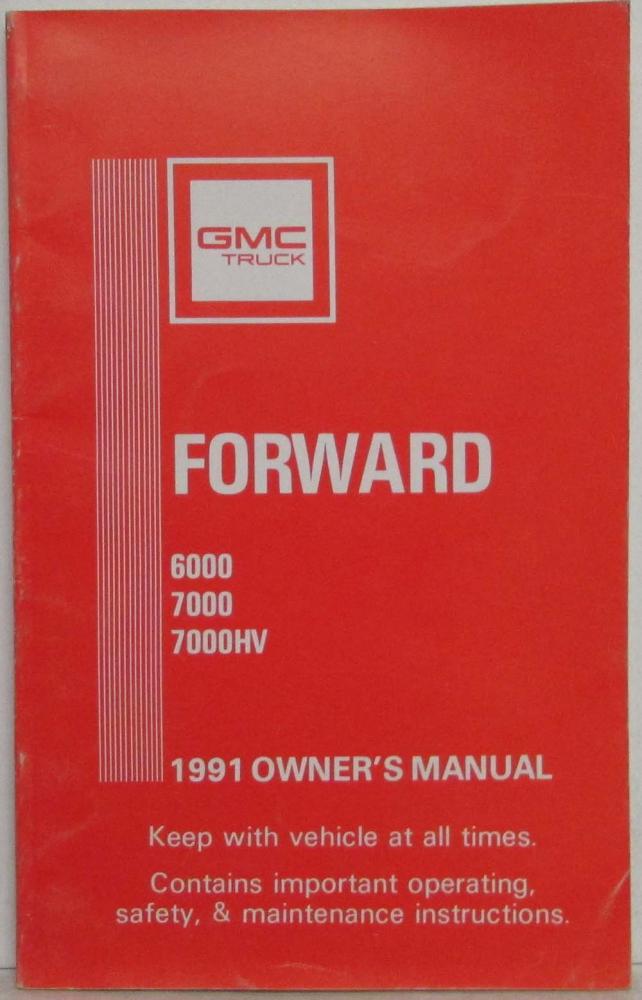 GMC
TRUCK
FORWARD
6000
7000
7000HV
1991 OWNER'S MANUAL
Keep with vehicle at all times.
Contains important operating,
safety, & maintenance instructions.